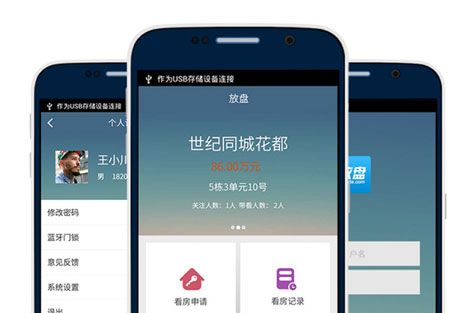 作为USB存储设备连接
个人
王小
男 1820
修改密码
蓝牙门锁
意见反馈
系统设置
退出
作为USB存储设备连接
放盘
世纪同城花都
86.00万元
5栋3单元10号
关注人数：1人 带看人数：2人
看房申请
看房记录
盘
户名